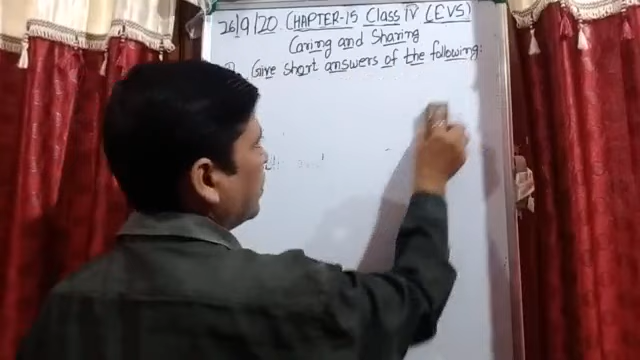 26/9/20. CHAPTER-15 Class IV (EVS)
Caring and Sharing
Give short answers of the following: